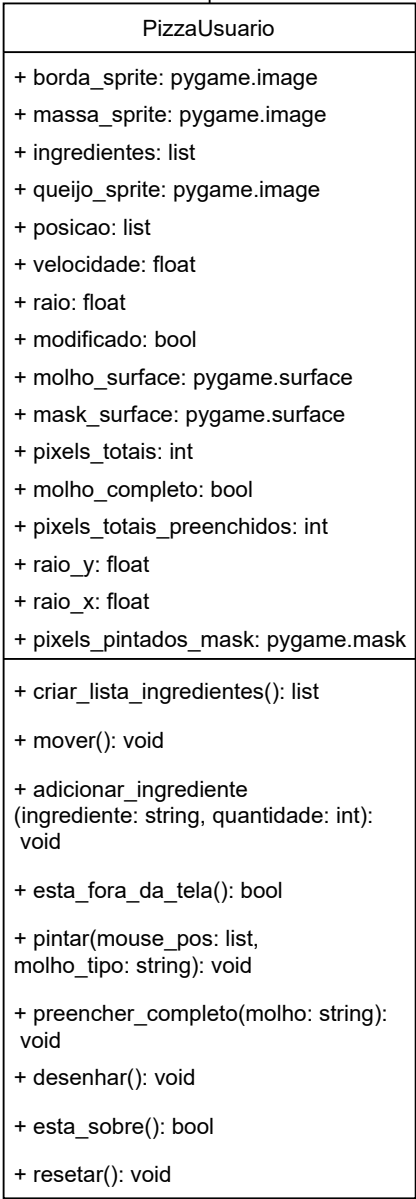 PizzaUsuario
+ borda_sprite: pygame.image
+ massa_sprite: pygame.image
+ ingredientes: list
+ queijo_sprite: pygame.image
+ posicao: list
+ velocidade: float
+ raio: float
+ modificado: bool
+ molho_surface: pygame.surface
+ mask_surface: pygame.surface
+ pixels_totais: int
+ molho_completo: bool
+ pixels_totais_preenchidos: int
+ raio_y: float
+ raio_x: float
+ pixels_pintados_mask: pygame.mask
+ criar_lista_ingredientes(): list
+ mover(): void
+ adicionar_ingrediente
(ingrediente: string, quantidade: int):
void
+ esta_fora_da_tela(): bool
+ pintar(mouse_pos: list,
molho_tipo: string): void
+ preencher_completo(molho: string):
void
+ desenhar(): void
+ esta_sobre(): bool
+ resetar(): void